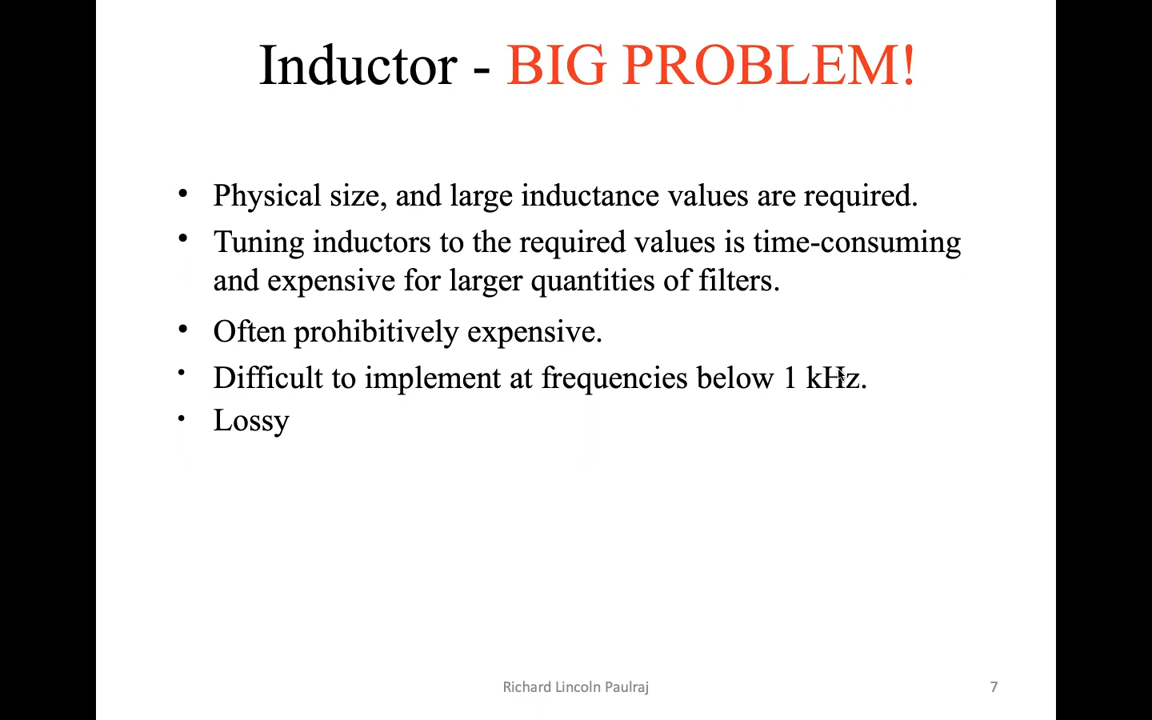 Inductor - BIG PROBLEM!
• Physical size, and large inductance values are required.
• Tuning inductors to the required values is time-consuming
and expensive for larger quantities of filters.
• Often prohibitively expensive.
• Difficult to implement at frequencies below 1 kHz.
• Lossy
Richard Lincoln Paulraj
7